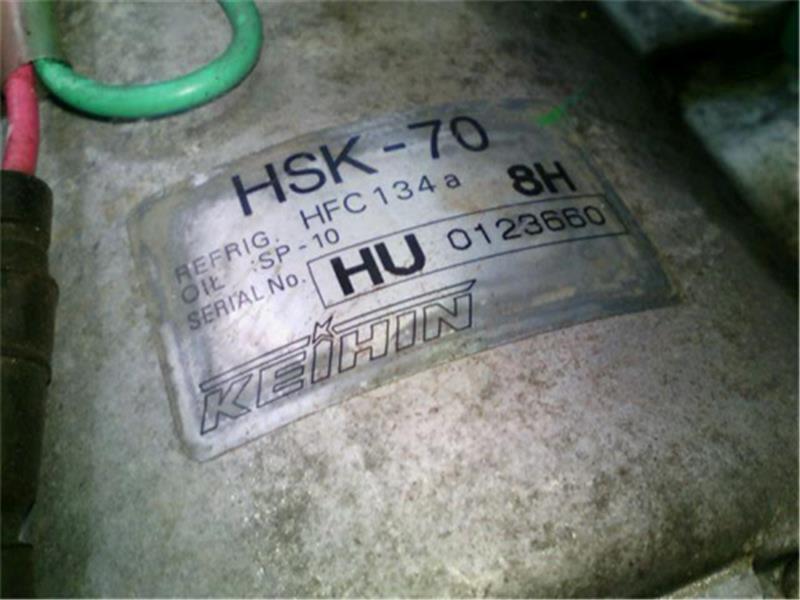 HSK-70
REFRIG. HFC134a 8H
OIL :SP-10
SERIAL No. HU 0123660
KEIHIN